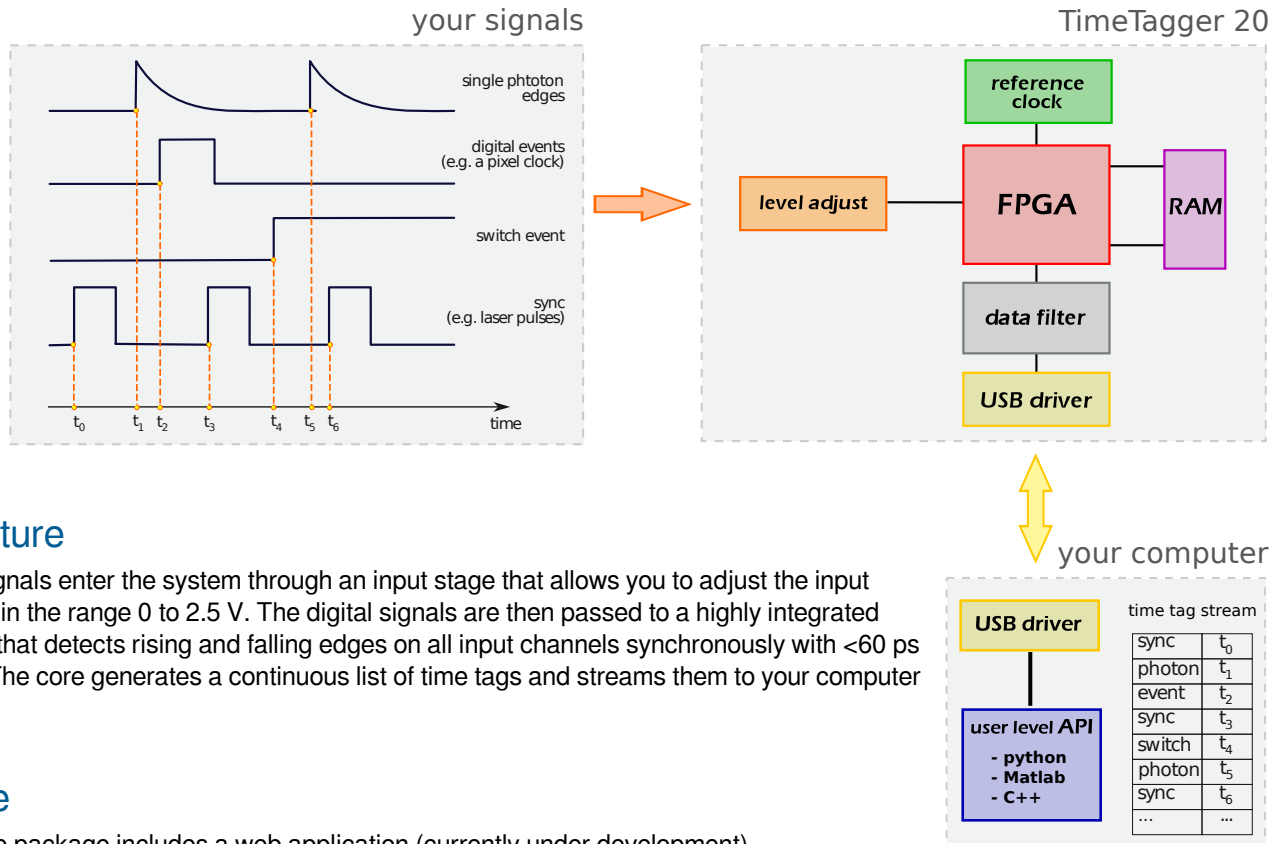 your signals
single phtoton
edges
digital events
(e.g. a pixel clock)
switch event
sync
(e.g. laser pulses)
t0 t1 t2 t3 t4 t5 t6 time
TimeTagger 20
reference
clock
level adjust
FPGA
RAM
data filter
USB driver
ture
gnals enter the system through an input stage that allows you to adjust the input
in the range 0 to 2.5 V. The digital signals are then passed to a highly integrated
that detects rising and falling edges on all input channels synchronously with <60 ps
The core generates a continuous list of time tags and streams them to your computer
e
package includes a web application (currently under development)
your computer
USB driver
user level API
- python
- Matlab
- C++
time tag stream
sync t0
photon t1
event t2
sync t3
switch t4
photon t5
sync t6
... ...